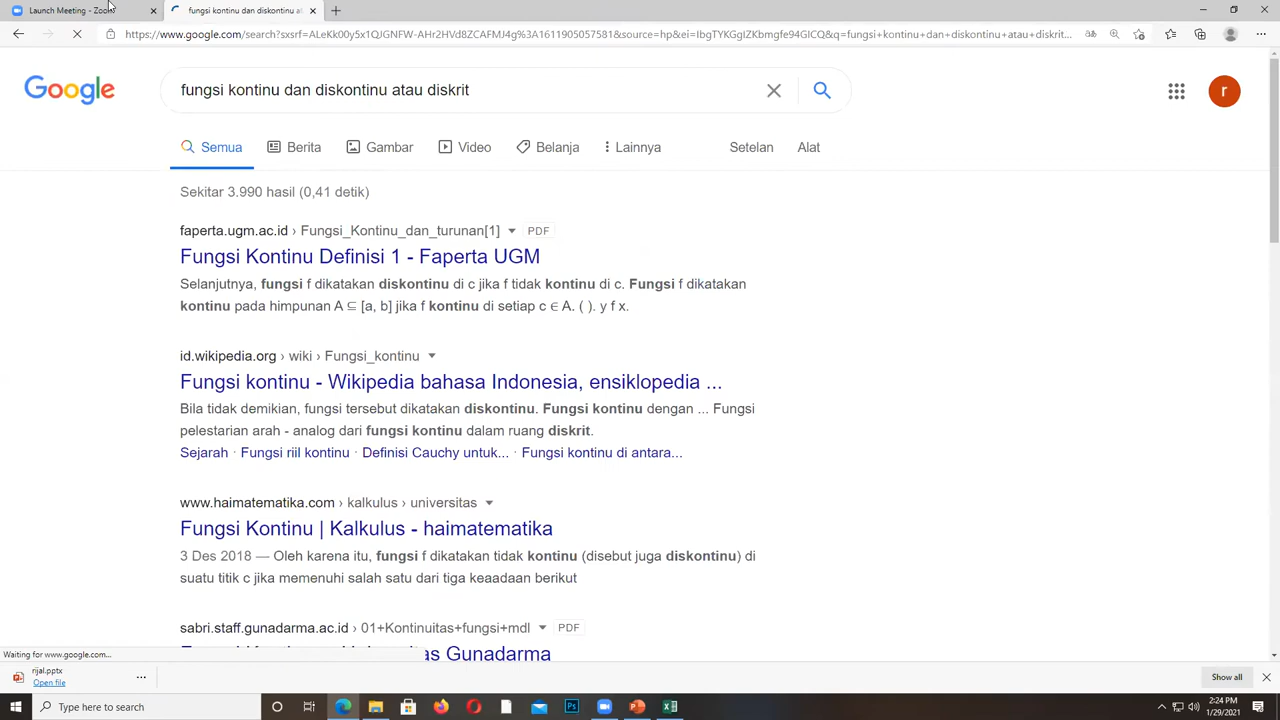 Launch Meeting - Zoom
fungsi kontinu dan diskontinu at
https://www.google.com/search?sxsrf=ALeKk00y5x1QJGNFW-AHr2HVd8ZCAFMJ4g%3A1611905057581&source=hp&ei=IbgTYKGgIZKbmgfe94GICQ&q=fungsi+kontinu+dan+diskontinu+atau+diskrit...
Google
fungsi kontinu dan diskontinu atau diskrit
r
Semua
Berita
Gambar
Video
Belanja
Lainnya
Setelan
Alat
Sekitar 3.990 hasil (0,41 detik)
faperta.ugm.ac.id › Fungsi_Kontinu_dan_turunan[1] PDF
Fungsi Kontinu Definisi 1 - Faperta UGM
Selanjutnya, fungsi f dikatakan diskontinu di c jika f tidak kontinu di c. Fungsi f dikatakan
kontinu pada himpunan A ⊆ [a, b] jika f kontinu di setiap c ∈ A. ( ). y f x.
id.wikipedia.org › wiki › Fungsi_kontinu
Fungsi kontinu - Wikipedia bahasa Indonesia, ensiklopedia ...
Bila tidak demikian, fungsi tersebut dikatakan diskontinu. Fungsi kontinu dengan ... Fungsi
pelestarian arah - analog dari fungsi kontinu dalam ruang diskrit.
Sejarah · Fungsi riil kontinu · Definisi Cauchy untuk... · Fungsi kontinu di antara...
www.haimatematika.com › kalkulus › universitas
Fungsi Kontinu | Kalkulus - haimatematika
3 Des 2018 — Oleh karena itu, fungsi f dikatakan tidak kontinu (disebut juga diskontinu) di
suatu titik c jika memenuhi salah satu dari tiga keaadaan berikut
sabri.staff.gunadarma.ac.id › 01+Kontinuitas+fungsi+mdl PDF
as Gunadarma
Waiting for www.google.com...
rijal.pptx
Open file
Show all
Type here to search
Ps
2:24 PM
1/29/2021